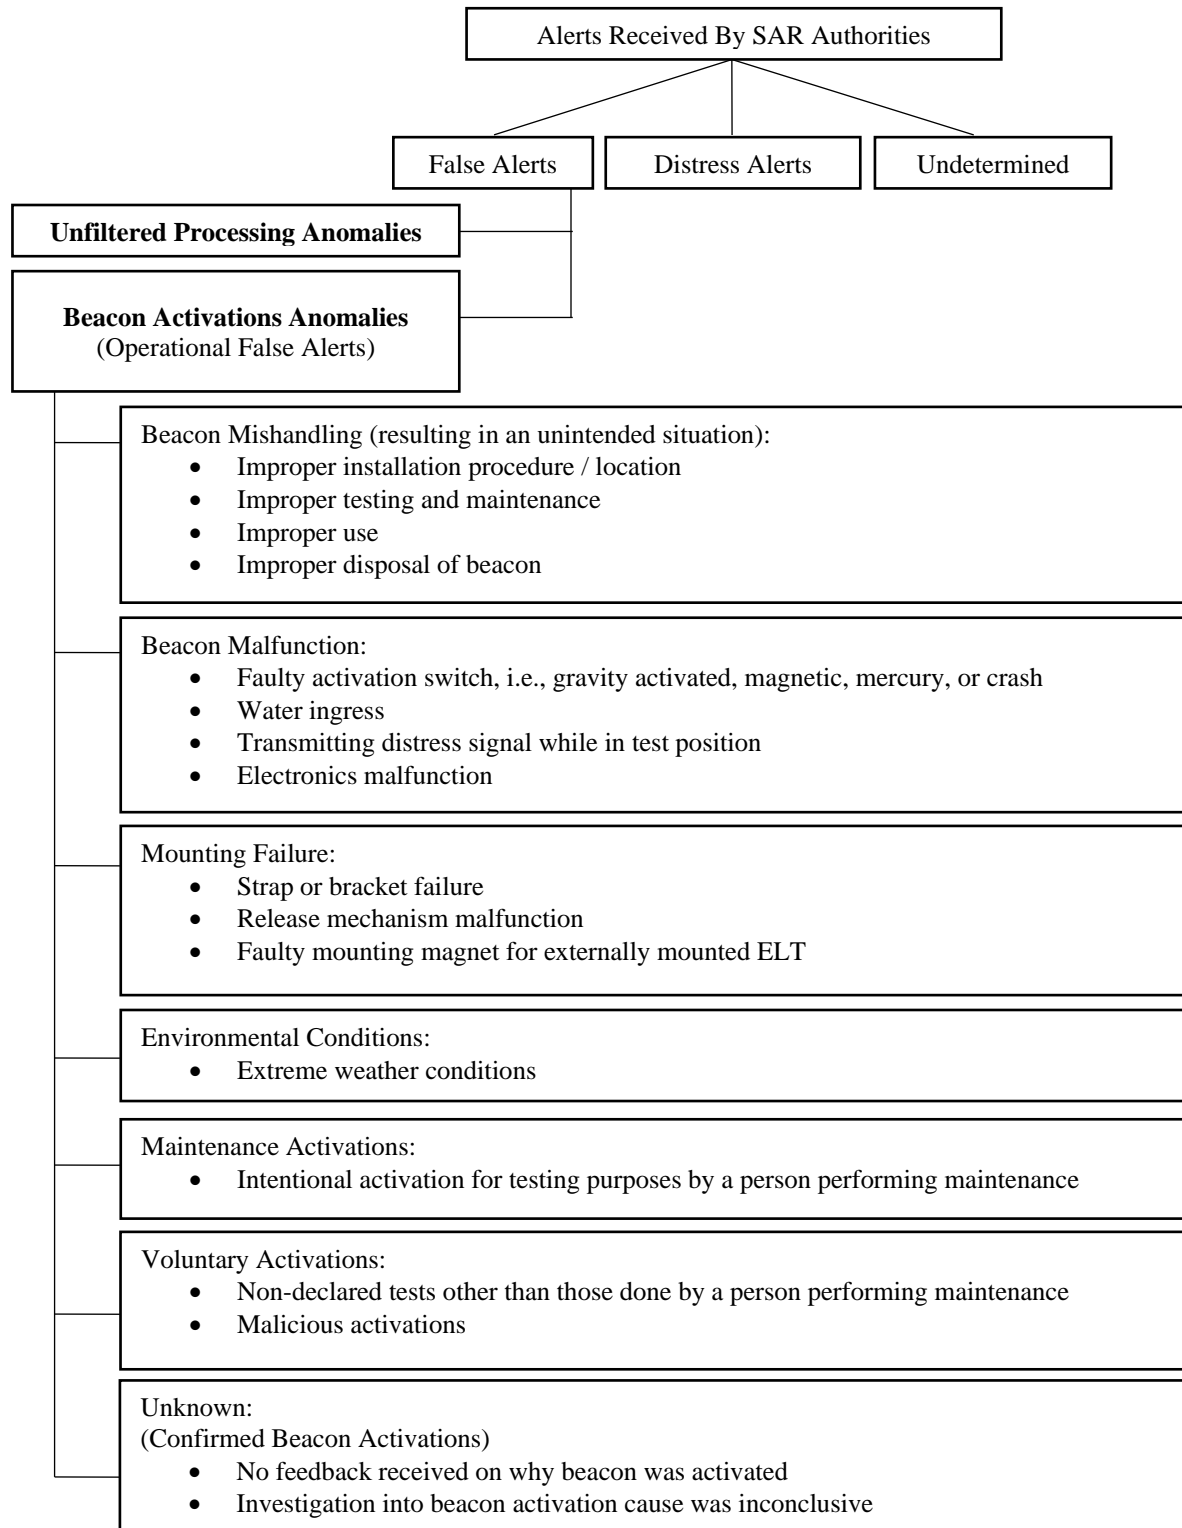 Alerts Received By SAR Authorities
False Alerts
Distress Alerts
Undetermined
Unfiltered Processing Anomalies
Beacon Activations Anomalies
(Operational False Alerts)
Beacon Mishandling (resulting in an unintended situation):
• Improper installation procedure / location
• Improper testing and maintenance
• Improper use
• Improper disposal of beacon
Beacon Malfunction:
• Faulty activation switch, i.e., gravity activated, magnetic, mercury, or crash
• Water ingress
• Transmitting distress signal while in test position
• Electronics malfunction
Mounting Failure:
• Strap or bracket failure
• Release mechanism malfunction
• Faulty mounting magnet for externally mounted ELT
Environmental Conditions:
• Extreme weather conditions
Maintenance Activations:
• Intentional activation for testing purposes by a person performing maintenance
Voluntary Activations:
• Non-declared tests other than those done by a person performing maintenance
• Malicious activations
Unknown:
(Confirmed Beacon Activations)
• No feedback received on why beacon was activated
• Investigation into beacon activation cause was inconclusive